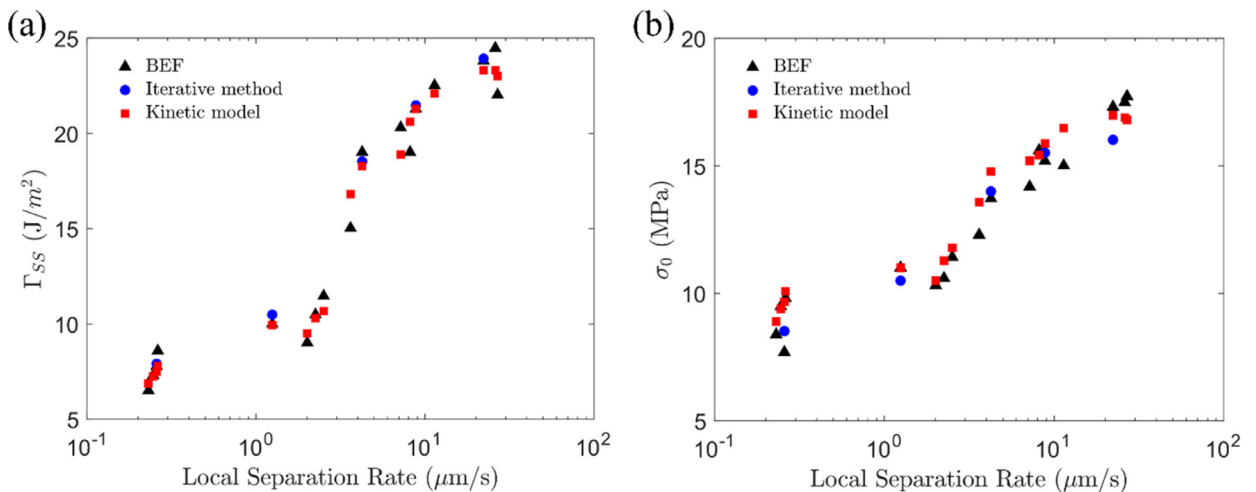 (a)
25
20
15
10
5
Γ_SS (J/m²)
▲ BEF
● Iterative method
■ Kinetic model
10⁻¹ 10⁰ 10¹ 10²
Local Separation Rate (μm/s)
(b)
20
15
10
5
σ₀ (MPa)
▲ BEF
● Iterative method
■ Kinetic model
10⁻¹ 10⁰ 10¹ 10²
Local Separation Rate (μm/s)